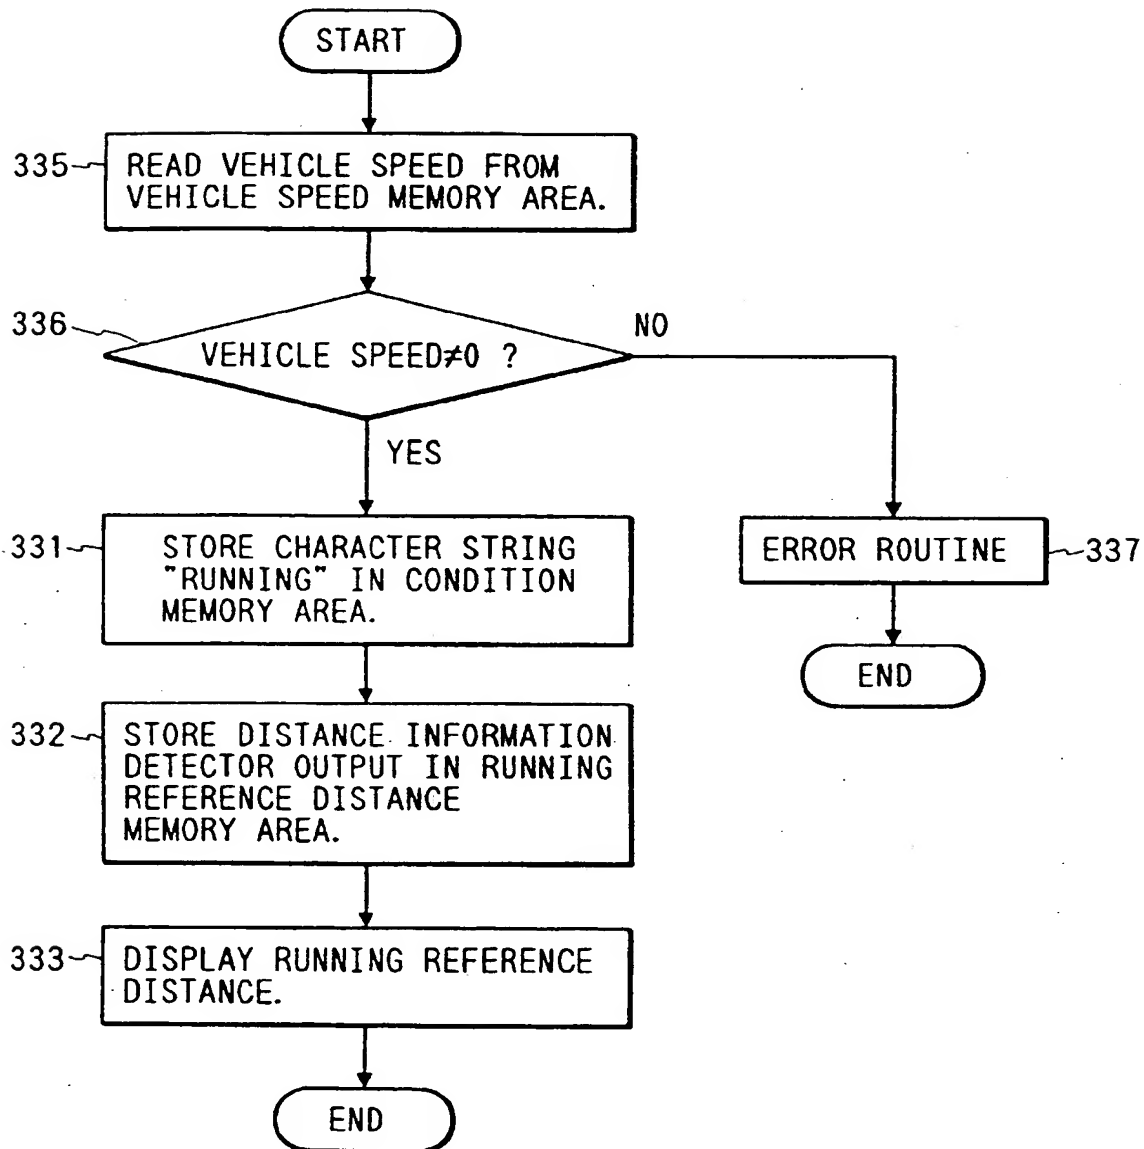 START
335
READ VEHICLE SPEED FROM
VEHICLE SPEED MEMORY AREA.
336
VEHICLE SPEED≠0 ?
NO
YES
331
STORE CHARACTER STRING
"RUNNING" IN CONDITION
MEMORY AREA.
ERROR ROUTINE
337
END
332
STORE DISTANCE INFORMATION
DETECTOR OUTPUT IN RUNNING
REFERENCE DISTANCE
MEMORY AREA.
333
DISPLAY RUNNING REFERENCE
DISTANCE.
END